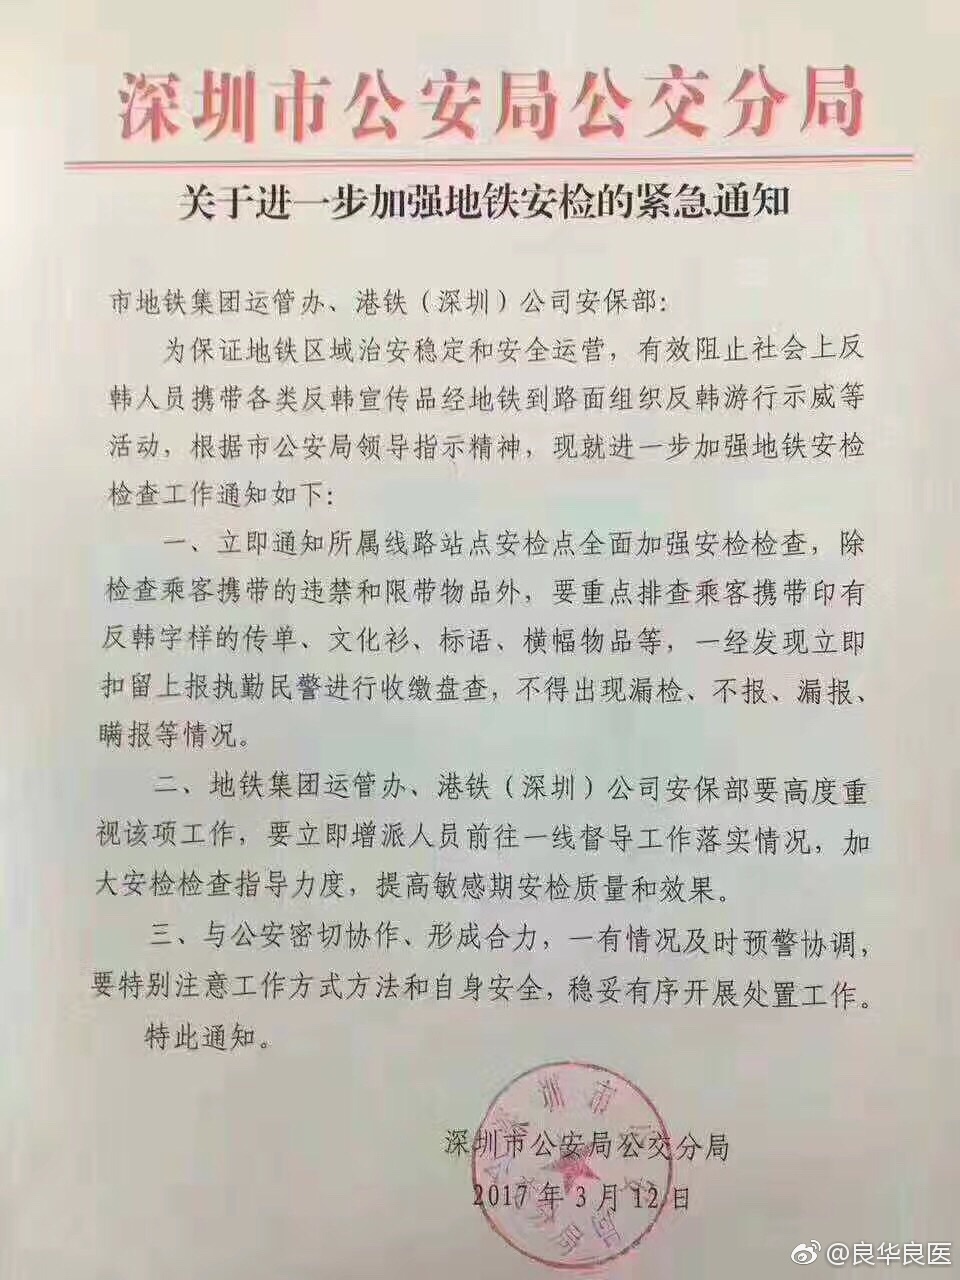 深圳市公安局公交分局
关于进一步加强地铁安检的紧急通知
市地铁集团运管办、港铁（深圳）公司安保部：
为保证地铁区域治安稳定和安全运营，有效阻止社会上反
韩人员携带各类反韩宣传品经地铁到路面组织反韩游行示威等
活动，根据市公安局领导指示精神，现就进一步加强地铁安检
检查工作通知如下：
一、立即通知所属线路站点安检点全面加强安检检查，除
检查乘客携带的违禁和限带物品外，要重点排查乘客携带印有
反韩字样的传单、文化衫、标语、横幅物品等，一经发现立即
扣留上报执勤民警进行收缴盘查，不得出现漏检、不报、漏报、
瞒报等情况。
二、地铁集团运管办、港铁（深圳）公司安保部要高度重
视该项工作，要立即增派人员前往一线督导工作落实情况，加
大安检检查指导力度，提高敏感期安检质量和效果。
三、与公安密切协作、形成合力，一有情况及时预警协调，
要特别注意工作方式方法和自身安全，稳妥有序开展处置工作。
特此通知。
深圳市公安局公交分局
2017年3月12日
@良华良医